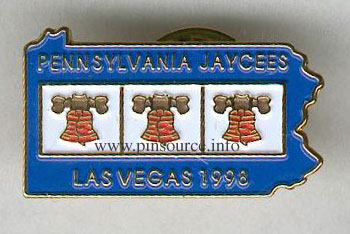 PENNSYLVANIA JAYCEES
www.pinsource.info
LAS VEGAS 1998